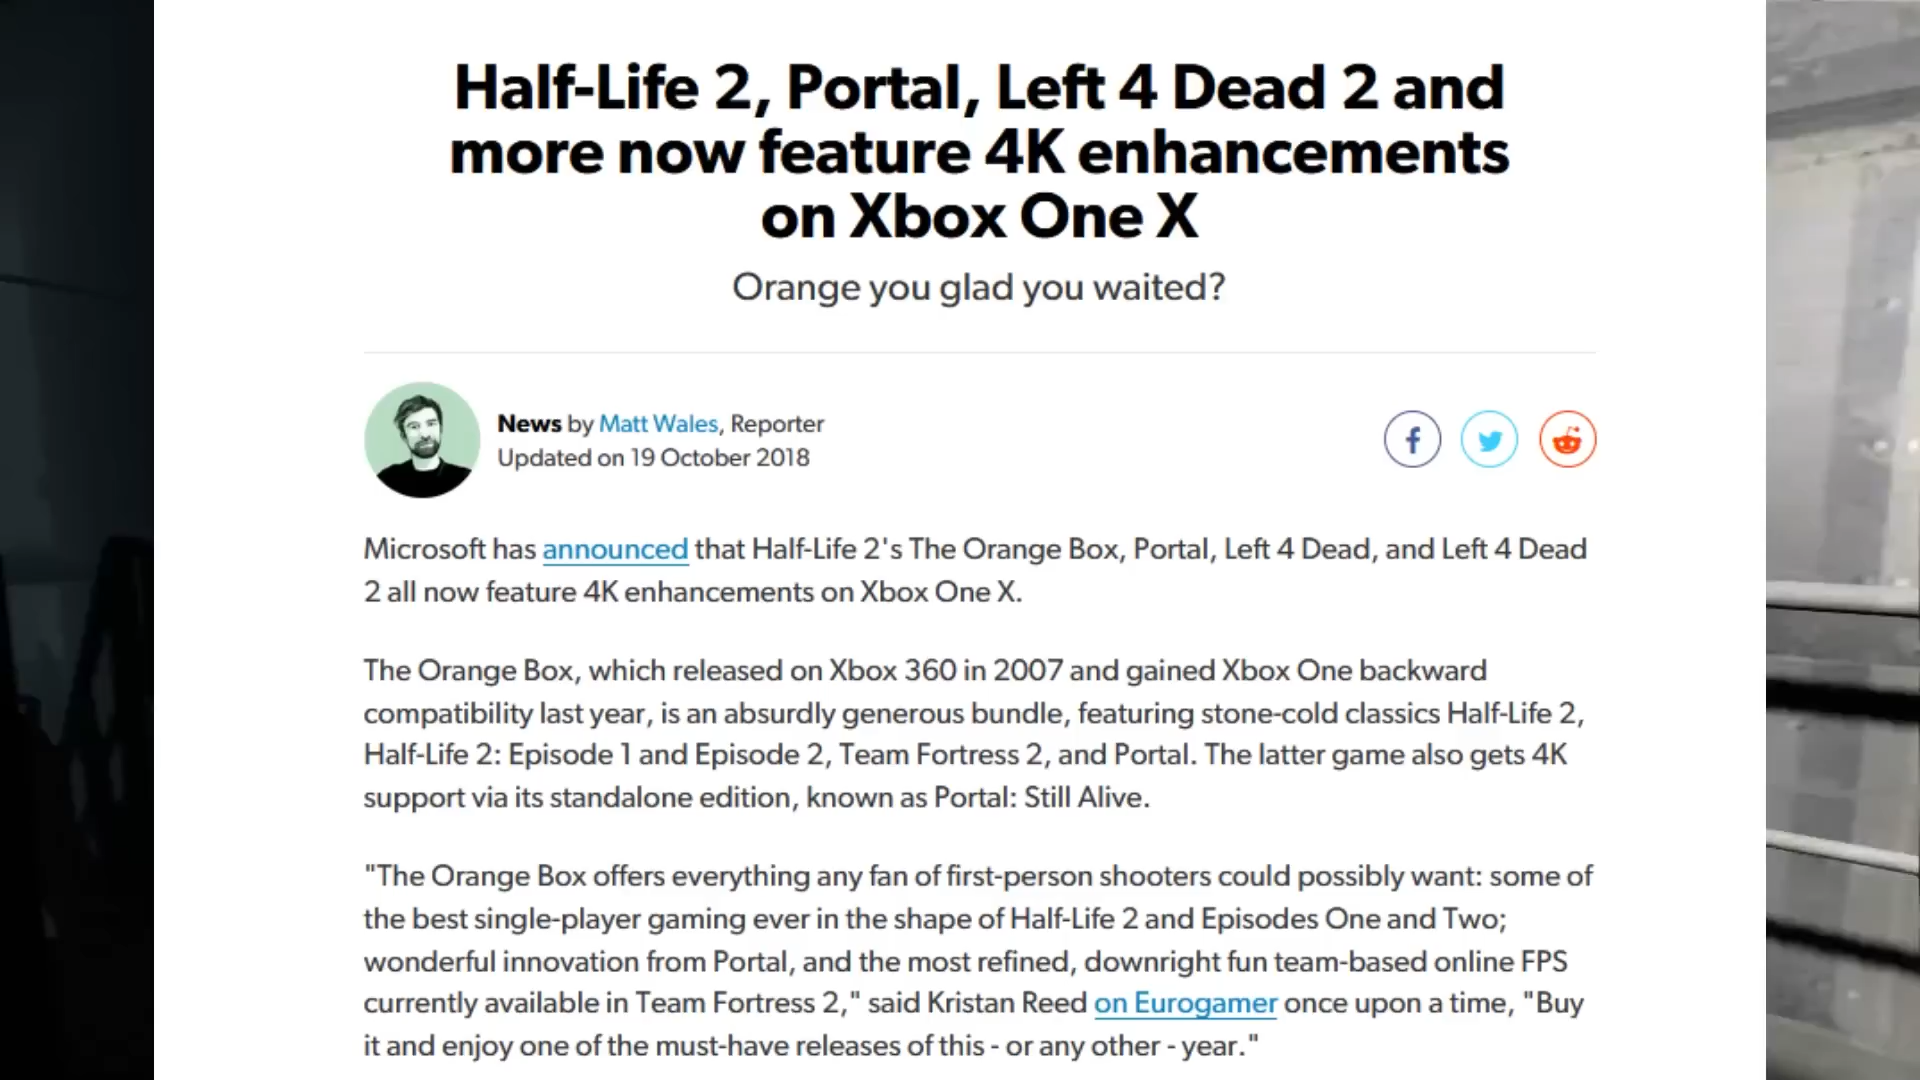 Half-Life 2, Portal, Left 4 Dead 2 and
more now feature 4K enhancements
on Xbox One X
Orange you glad you waited?
News by Matt Wales, Reporter
Updated on 19 October 2018
Microsoft has announced that Half-Life 2's The Orange Box, Portal, Left 4 Dead, and Left 4 Dead
2 all now feature 4K enhancements on Xbox One X.
The Orange Box, which released on Xbox 360 in 2007 and gained Xbox One backward
compatibility last year, is an absurdly generous bundle, featuring stone-cold classics Half-Life 2,
Half-Life 2: Episode 1 and Episode 2, Team Fortress 2, and Portal. The latter game also gets 4K
support via its standalone edition, known as Portal: Still Alive.
"The Orange Box offers everything any fan of first-person shooters could possibly want: some of
the best single-player gaming ever in the shape of Half-Life 2 and Episodes One and Two;
wonderful innovation from Portal, and the most refined, downright fun team-based online FPS
currently available in Team Fortress 2," said Kristan Reed on Eurogamer once upon a time, "Buy
it and enjoy one of the must-have releases of this - or any other - year."